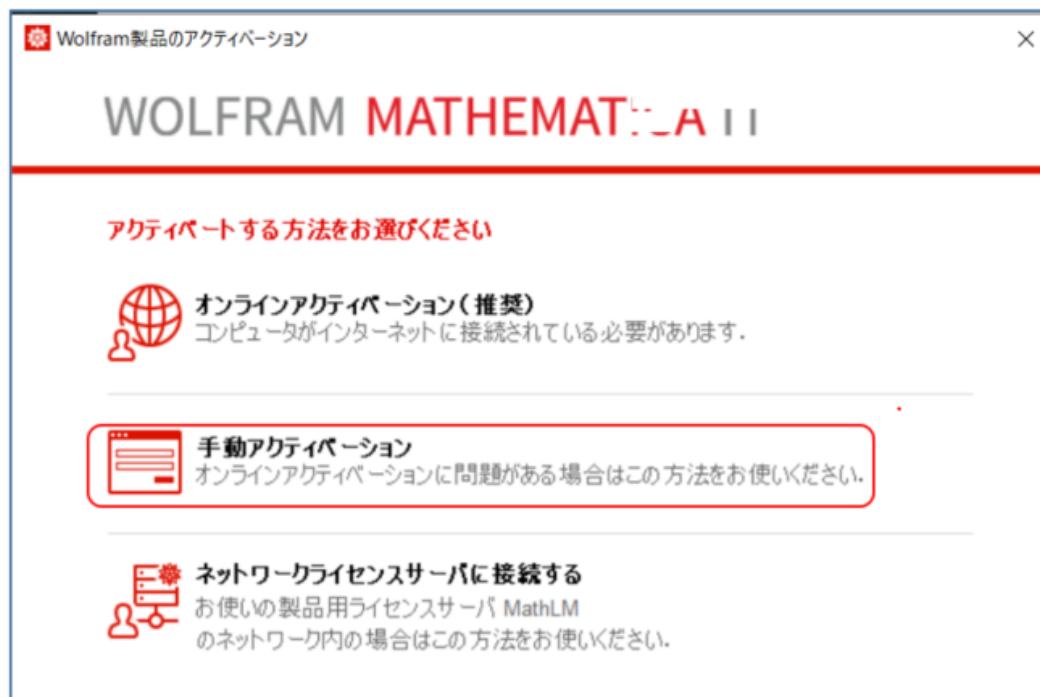 Wolfram製品のアクティベーション
WOLFRAM
アクティベートする方法をお選びください
オンラインアクティベーション(推奨)
コンピュータがインターネットに接続されている必要があります.
手動アクティベーション
オンラインアクティベーションに問題がある場合はこの方法をお使いください.
ネットワークライセンスサーバに接続する
お使いの製品用ライセンスサーバ MathLM
のネットワーク内の場合はこの方法をお使いください.